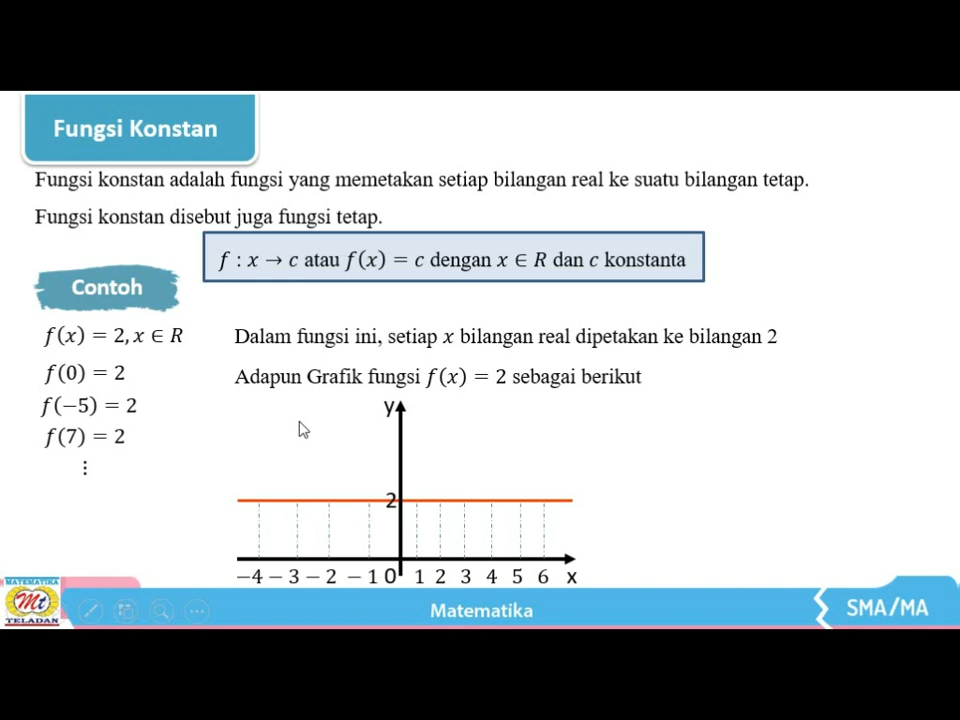 Fungsi Konstan
Fungsi konstan adalah fungsi yang memetakan setiap bilangan real ke suatu bilangan tetap.
Fungsi konstan disebut juga fungsi tetap.
f : x → c atau f(x) = c dengan x ∈ R dan c konstanta
Contoh
f(x) = 2, x ∈ R
Dalam fungsi ini, setiap x bilangan real dipetakan ke bilangan 2
f(0) = 2
Adapun Grafik fungsi f(x) = 2 sebagai berikut
f(−5) = 2
f(7) = 2
⋮
y
2
−4 −3 −2 −1 0 1 2 3 4 5 6 x
MATEMATIKA
Mt
TELADAN
Matematika
SMA/MA